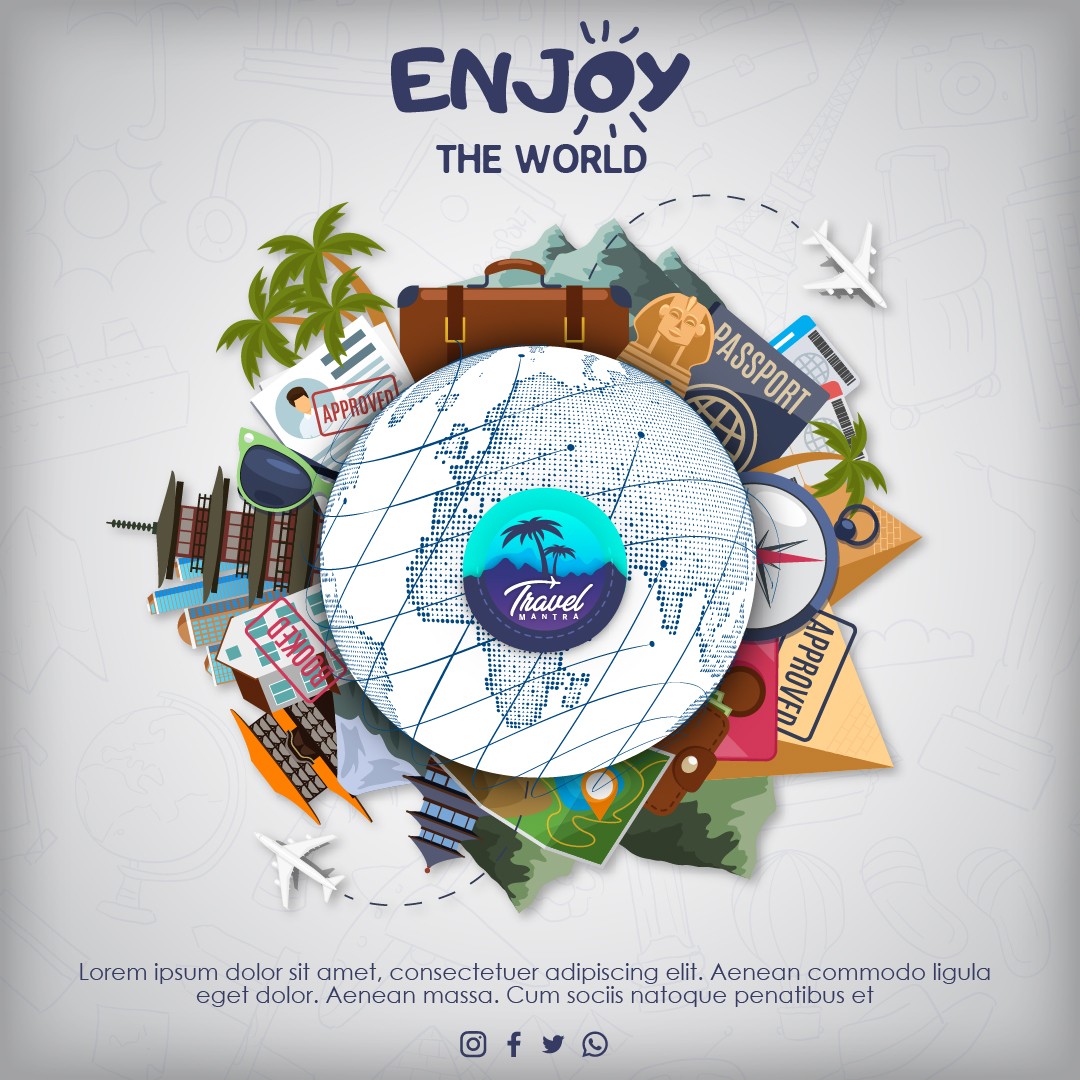 ENJOY
THE WORLD
PASSPORT
APPROVED
Travel
MANTRA
BOOKED
APPROVED
Lorem ipsum dolor sit amet, consectetuer adipiscing elit. Aenean commodo ligula
eget dolor. Aenean massa. Cum sociis natoque penatibus et